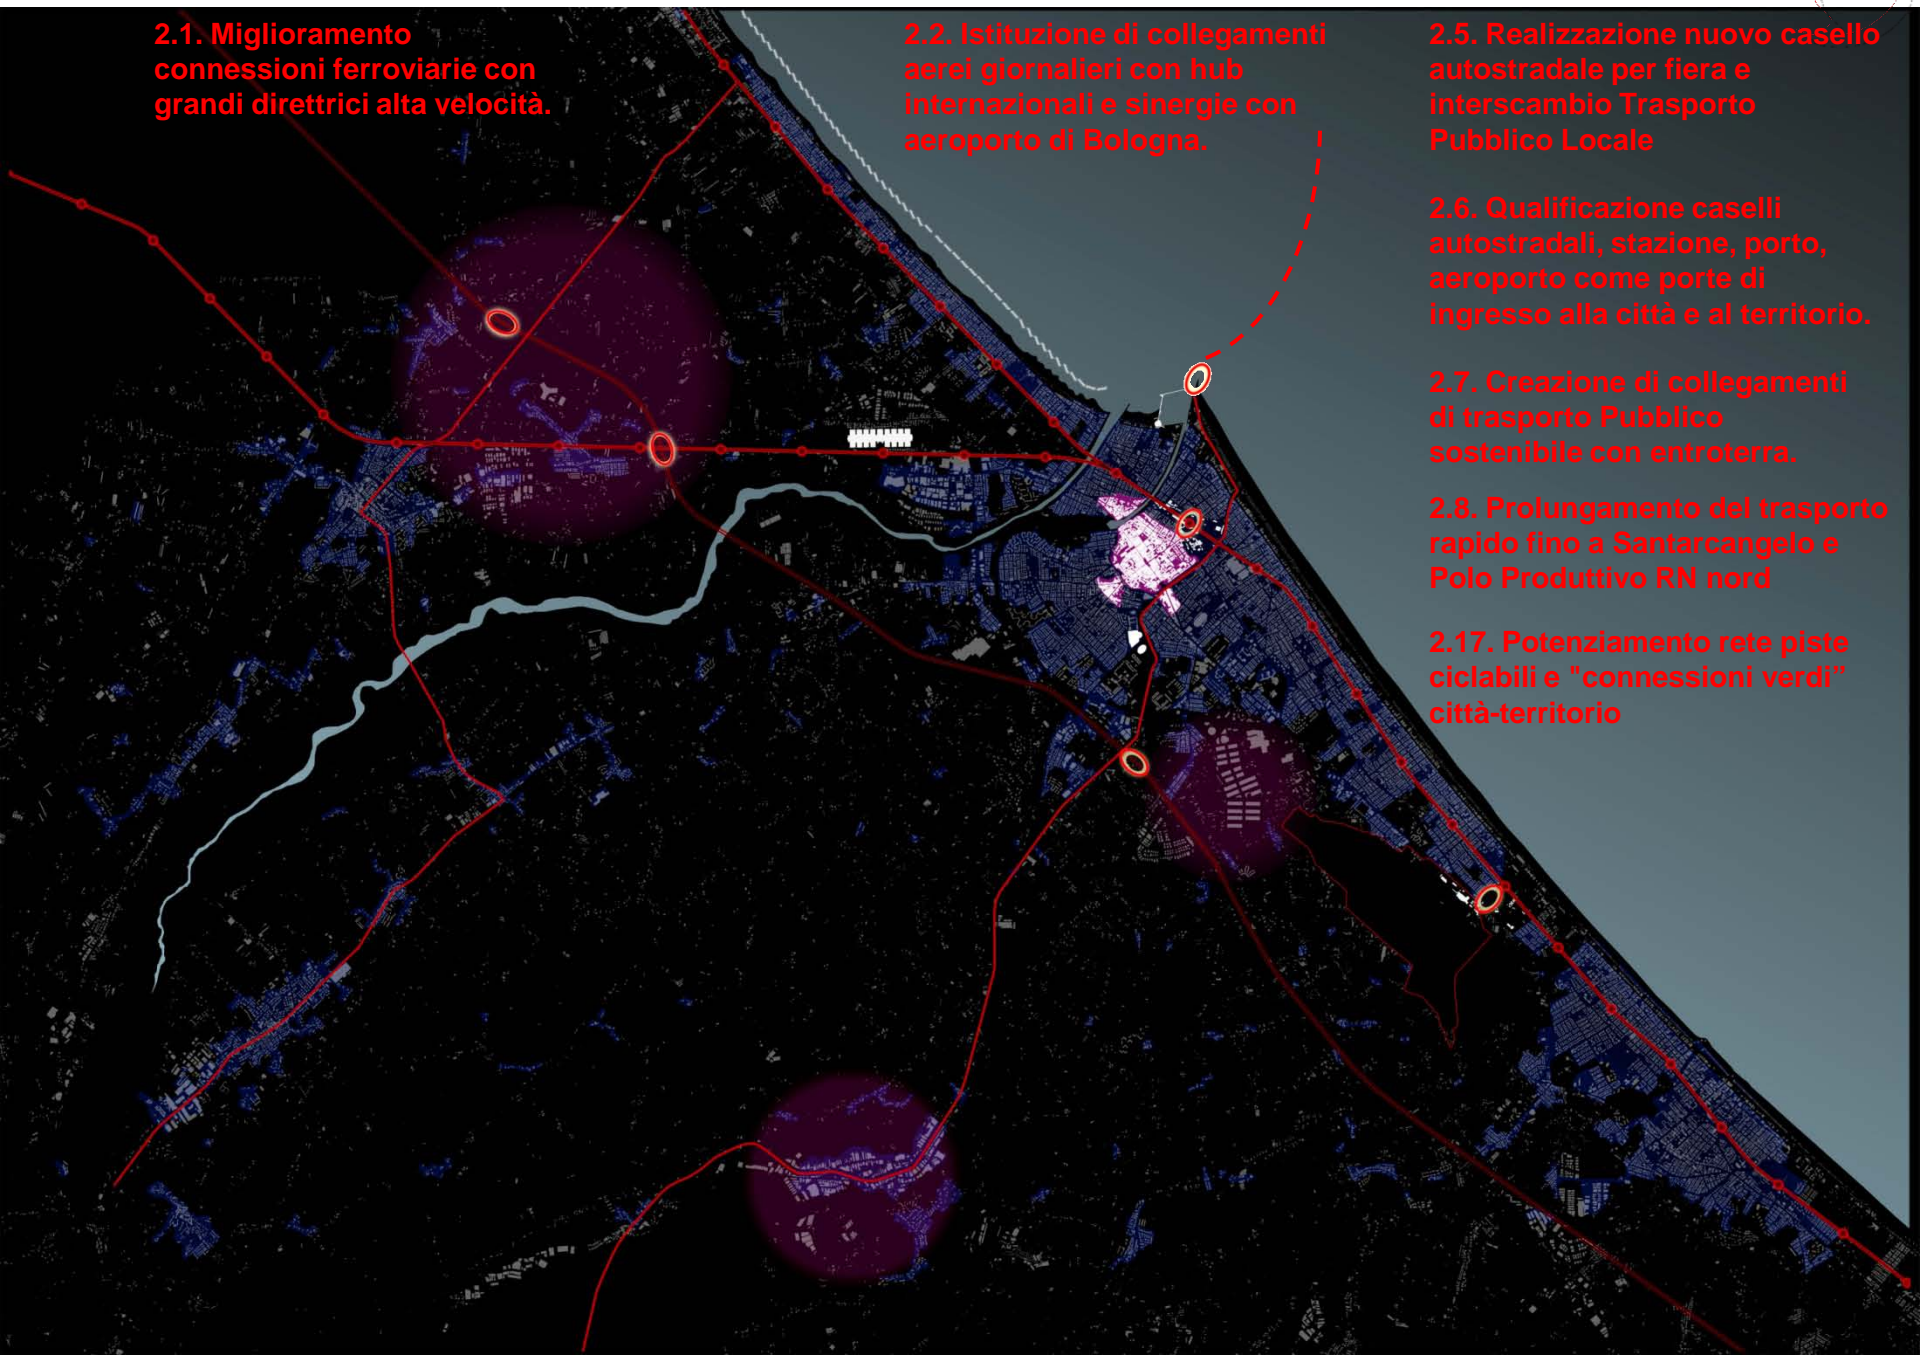 2.1. Miglioramento
connessioni ferroviarie con
grandi direttrici alta velocità.
2.2. Istituzione di collegamenti
aerei giornalieri con hub
internazionali e sinergie con
aeroporto di Bologna.
2.5. Realizzazione nuovo casello
autostradale per fiera e
interscambio Trasporto
Pubblico Locale
2.6. Qualificazione caselli
autostradali, stazione, porto,
aeroporto come porte di
ingresso alla città e al territorio.
2.7. Creazione di collegamenti
di trasporto Pubblico
sostenibile con entroterra.
2.8. Prolungamento del trasporto
rapido fino a Santarcangelo e
Polo Produttivo RN nord
2.17. Potenziamento rete piste
ciclabili e "connessioni verdi”
città-territorio